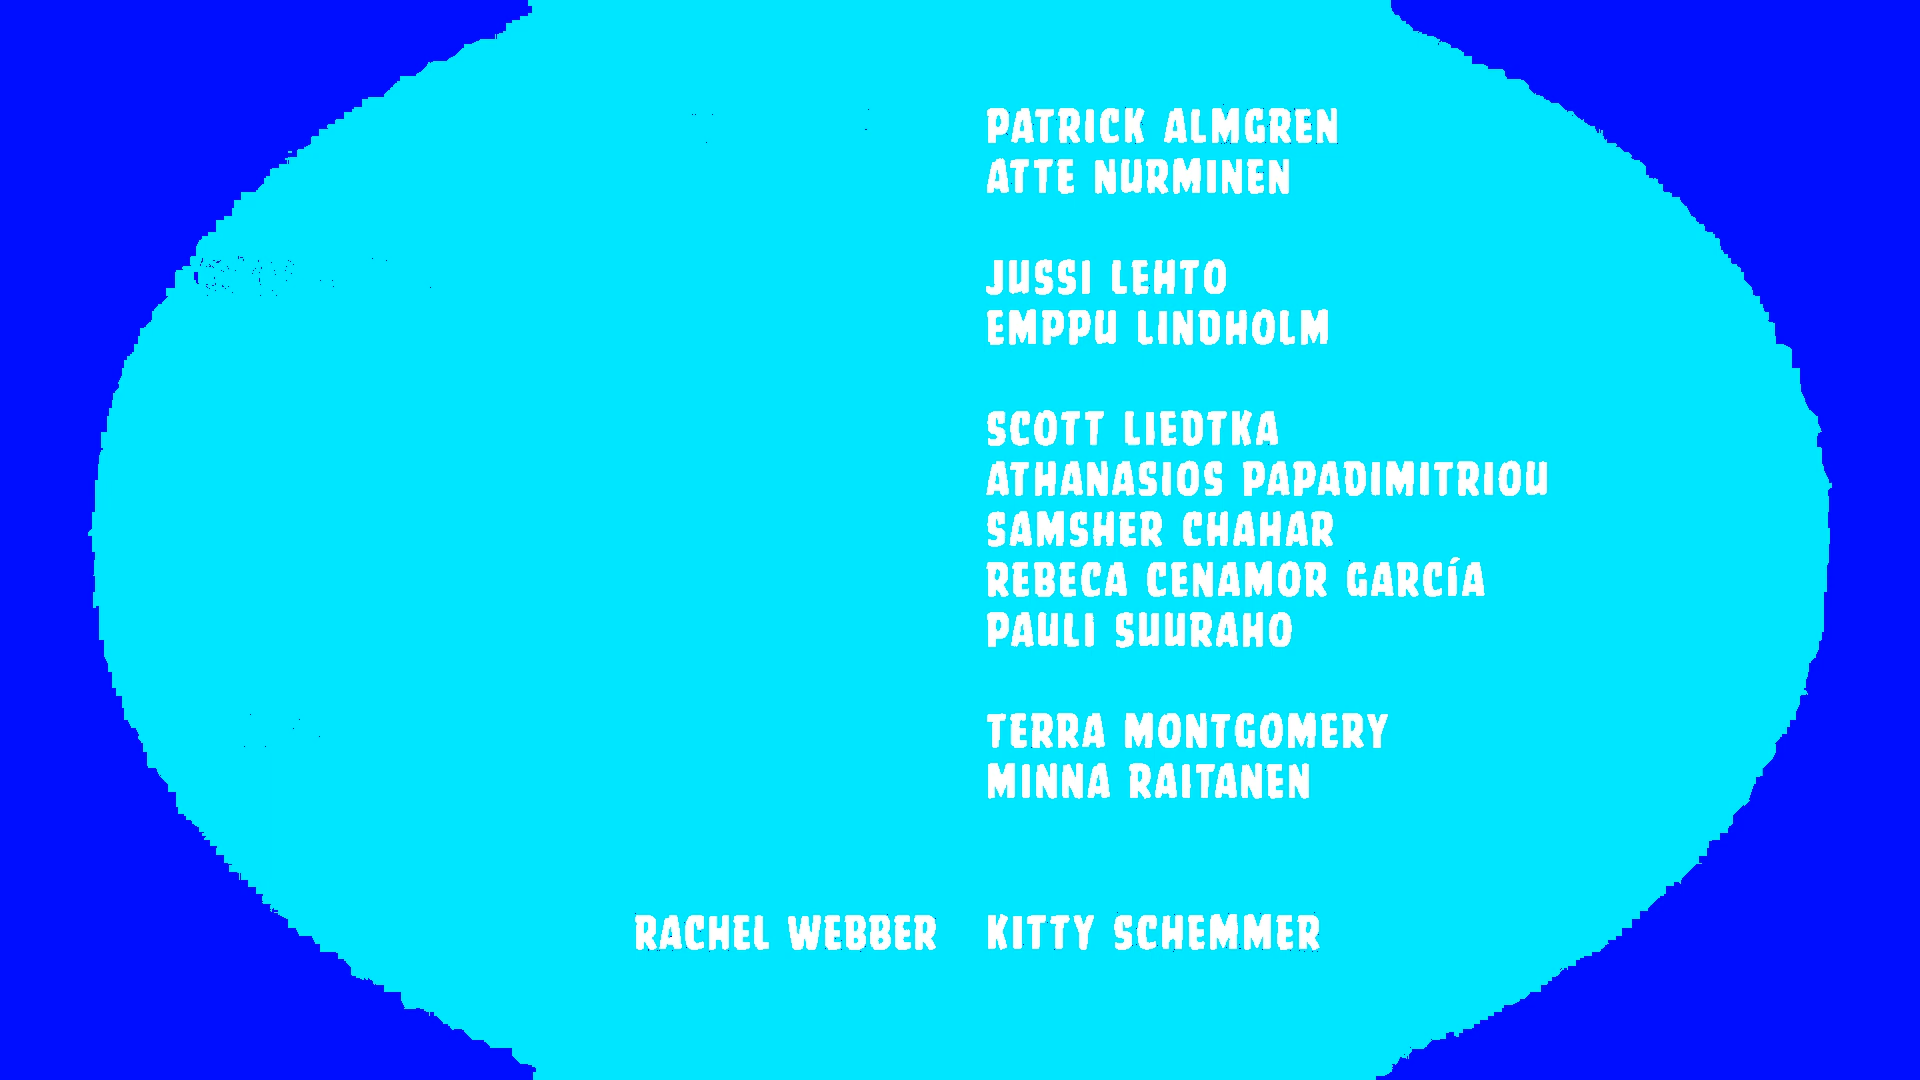 PATRICK ALMGREN
ATTE NURMINEN
JUSSI LEHTO
EMPPU LINDHOLM
SCOTT LIEDTKA
ATHANASIOS PAPADIMITRIOU
SAMSHER CHAHAR
REBECA CENAMOR GARCÍA
PAULI SUURAHO
TERRA MONTGOMERY
MINNA RAITANEN
RACHEL WEBBER KITTY SCHEMMER